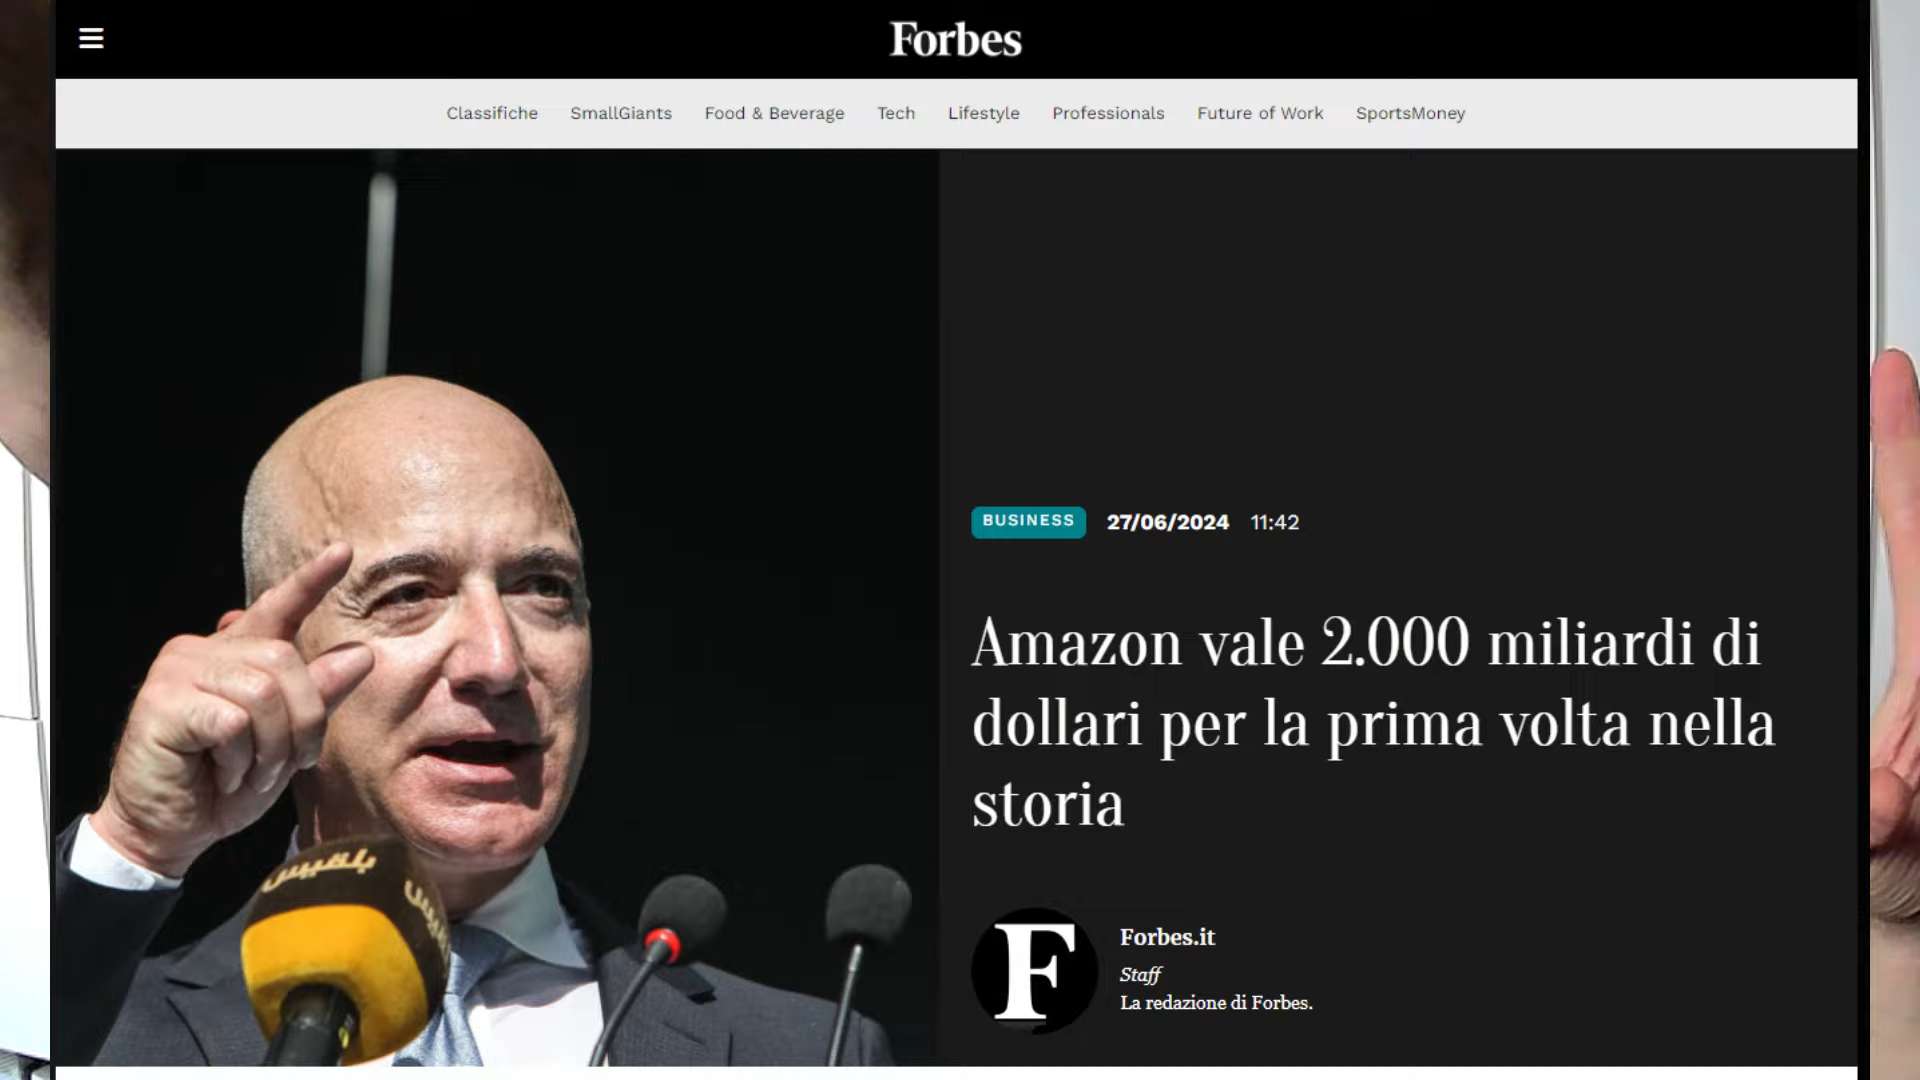 Forbes
Classifiche SmallGiants Food & Beverage Tech Lifestyle Professionals Future of Work SportsMoney
BUSINESS 27/06/2024 11:42
Amazon vale 2.000 miliardi di
dollari per la prima volta nella
storia
بلقيس
بلقيس
F
Forbes.it
Staff
La redazione di Forbes.